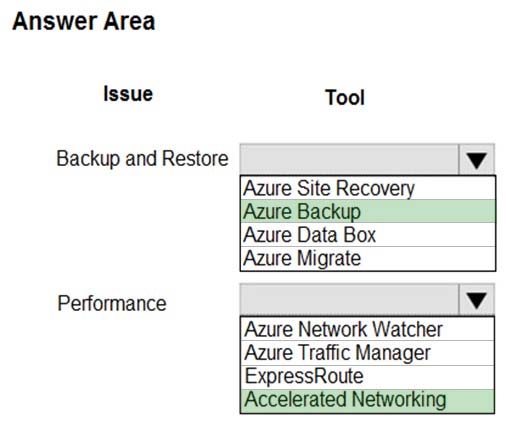 Answer Area
Issue Tool
Backup and Restore
Azure Site Recovery
Azure Backup
Azure Data Box
Azure Migrate
Performance
Azure Network Watcher
Azure Traffic Manager
ExpressRoute
Accelerated Networking